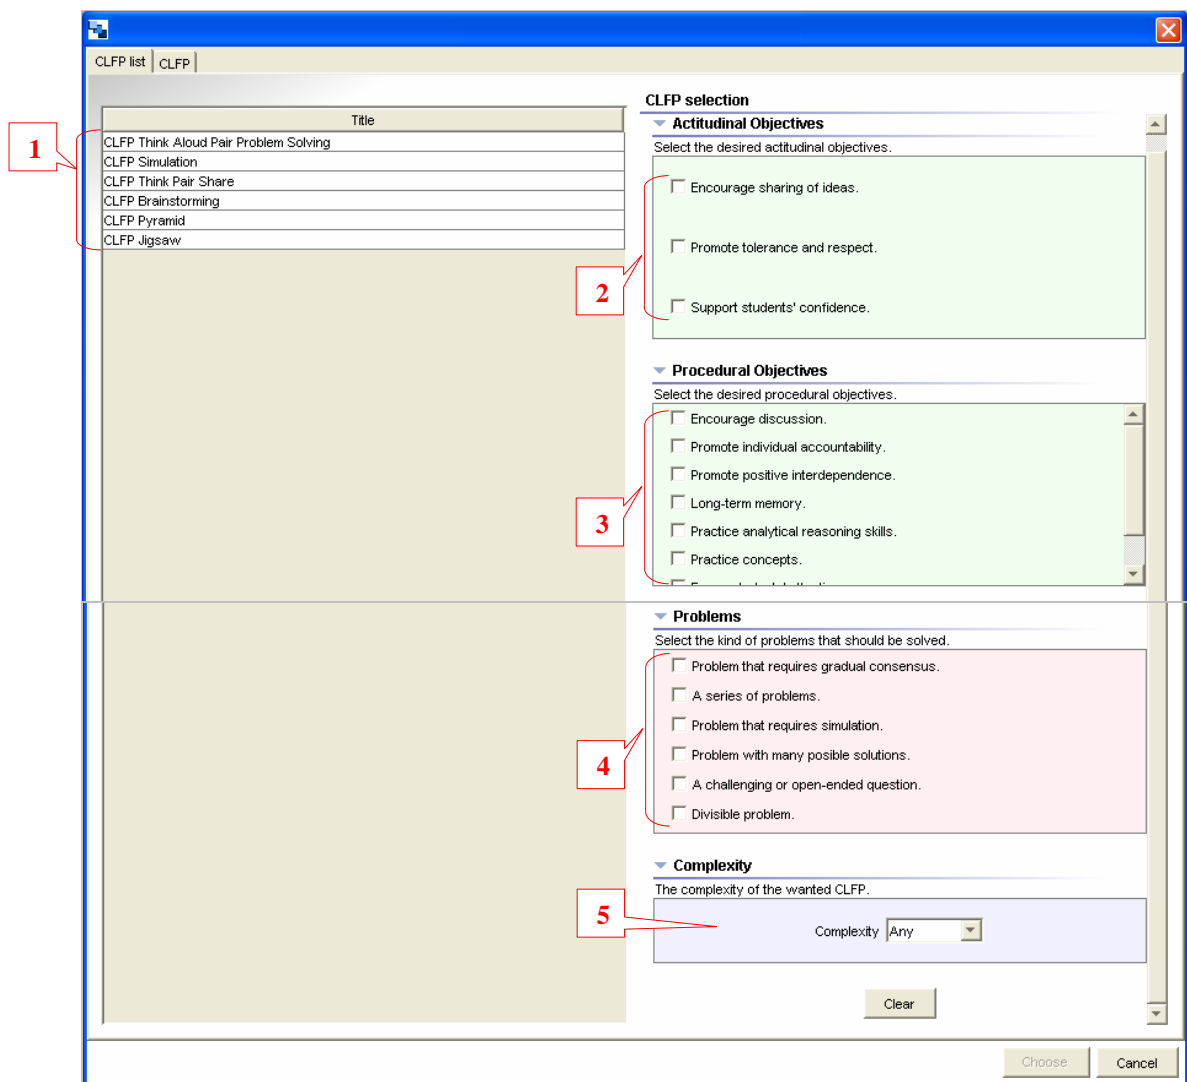 CLFP list
CLFP
1
Title
CLFP Think Aloud Pair Problem Solving
CLFP Simulation
CLFP Think Pair Share
CLFP Brainstorming
CLFP Pyramid
CLFP Jigsaw
CLFP selection
Actitudinal Objectives
Select the desired actitudinal objectives.
2
Encourage sharing of ideas.
Promote tolerance and respect.
Support students' confidence.
Procedural Objectives
Select the desired procedural objectives.
3
Encourage discussion.
Promote individual accountability.
Promote positive interdependence.
Long-term memory.
Practice analytical reasoning skills.
Practice concepts.
Problems
Select the kind of problems that should be solved.
4
Problem that requires gradual consensus.
A series of problems.
Problem that requires simulation.
Problem with many posible solutions.
A challenging or open-ended question.
Divisible problem.
Complexity
The complexity of the wanted CLFP.
5
Complexity Any
Clear
Choose
Cancel